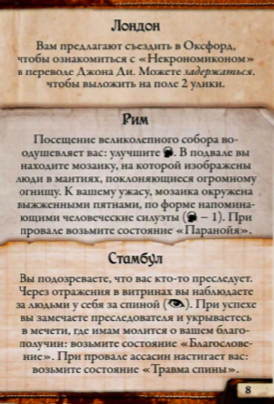 Лондон
Вам предлагают съездить в Оксфорд,
чтобы ознакомиться с «Некрономиконом»
в переводе Джона Ди. Можете задержаться,
чтобы выложить на поле 2 улики.
Рим
Посещение великолепного собора во-
одушевляет вас: улучшите . В подвале вы
находите мозаику, на которой изображены
люди в мантиях, поклоняющиеся огромному
огнищу. К вашему ужасу, мозаика окружена
выжженными пятнами, по форме напомина-
ющими человеческие силуэты ( – 1). При
провале возьмите состояние «Паранойя».
Стамбул
Вы подозреваете, что вас кто-то преследует.
Через отражения в витринах вы наблюдаете
за людьми у себя за спиной ( ). При успехе
вы замечаете преследователя и укрываетесь
в мечети, где имам молится о вашем благо-
получии: возьмите состояние «Благослове-
ние». При провале ассасин настигает вас:
возьмите состояние «Травма спины».
8